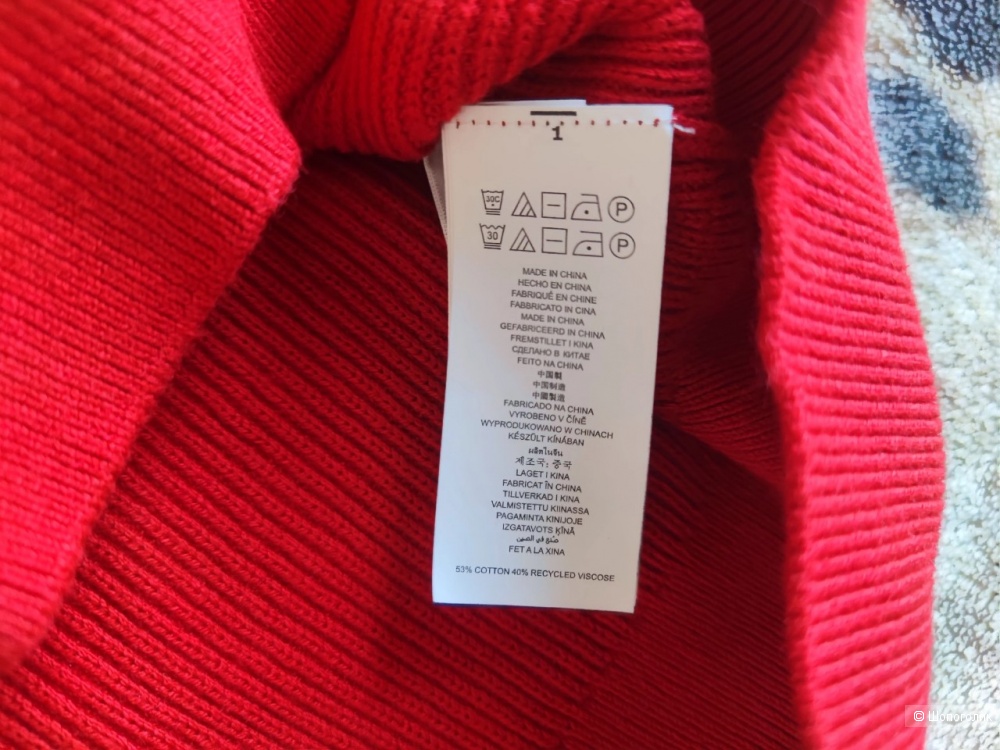 1
30C P
30 P
MADE IN CHINA
HECHO EN CHINA
FABRIQUÉ EN CHINE
FABBRICATO IN CINA
MADE IN CHINA
GEFABRICEERD IN CHINA
FREMSTILLET I KINA
СДЕЛАНО В КИТАЕ
FEITO NA CHINA
中国製
中国制造
中國製造
FABRICADO NA CHINA
VYROBENO V ČÍNĚ
WYPRODUKOWANO W CHINACH
KÉSZÜLT KÍNÁBAN
ผลิตในจีน
제조국: 중국
LAGET I KINA
FABRICAT ÎN CHINA
TILLVERKAD I KINA
VALMISTETTU KIINASSA
PAGAMINTA KINIJOJE
IZGATAVOTS ĶĪNĀ
صنع في الصين
FET A LA XINA
53% COTTON 40% RECYCLED VISCOSE
©